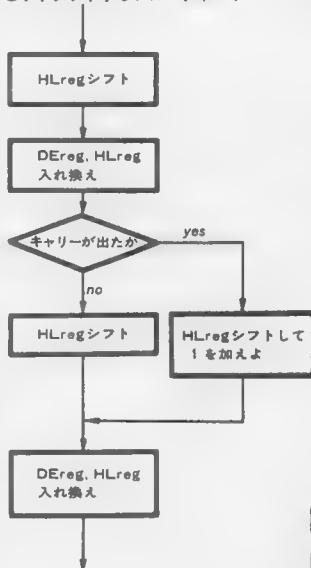 HLregシフト
DEreg, HLreg
入れ換え
キャリーが出たか
yes
no
HLregシフト
HLregシフトして
1を加えよ
DEreg, HLreg
入れ換え